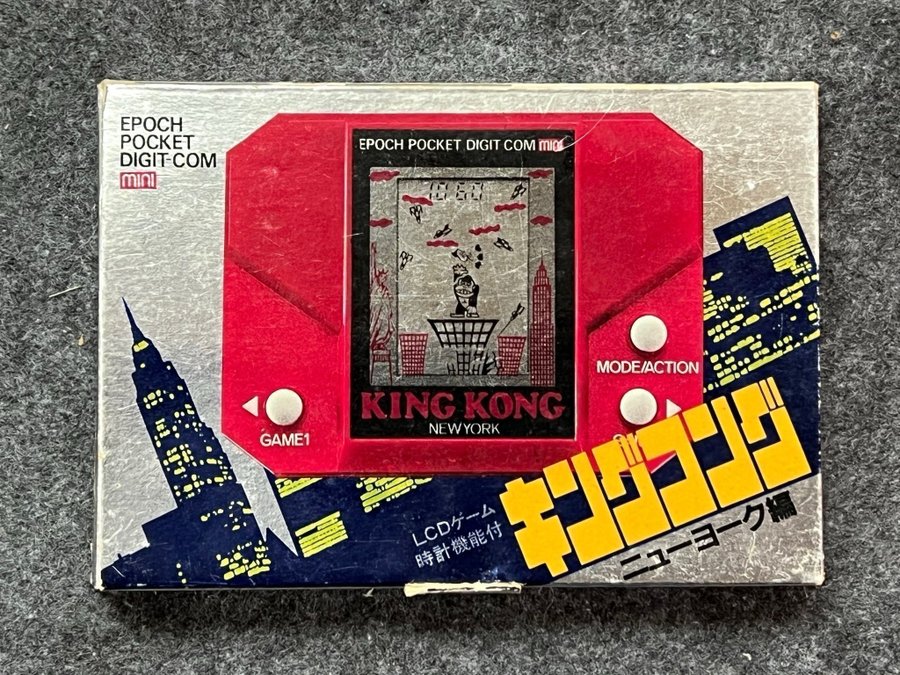 EPOCH
POCKET
DIGIT-COM
mini
EPOCH POCKET DIGIT COM mini
10 60
KING KONG
NEW YORK
MODE/ACTION
GAME1
LCDゲーム
時計機能付
キングコング
ニューヨーク編